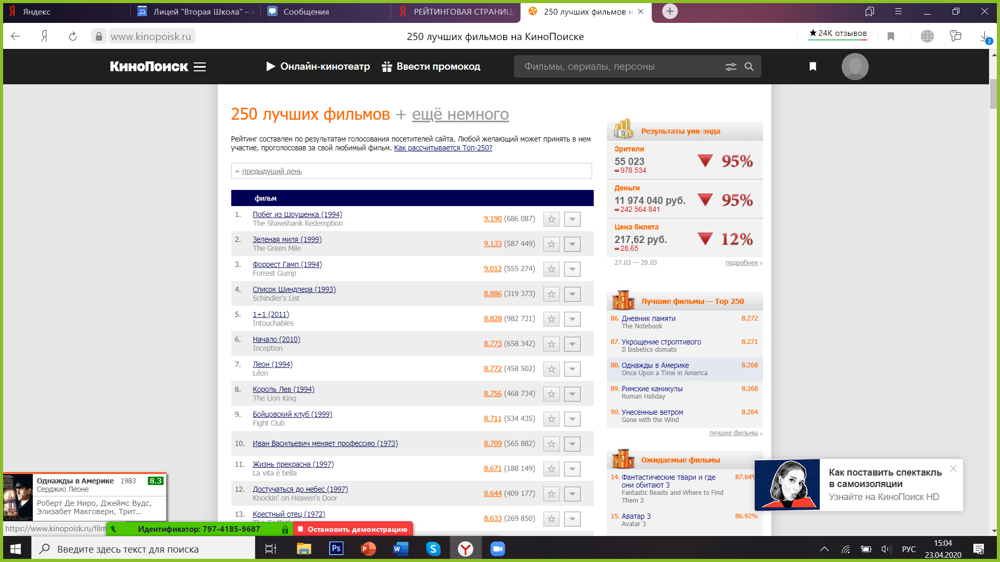 Яндекс
Лицей "Вторая Школа" –
Сообщения
РЕЙТИНГОВАЯ СТРАНИЦ
250 лучших фильмов н
www.kinopoisk.ru
250 лучших фильмов на КиноПоиске
★ 24K отзывов
3
КиноПоиск
Онлайн-кинотеатр
Ввести промокод
Фильмы, сериалы, персоны
250 лучших фильмов + ещё немного
Рейтинг составлен по результатам голосования посетителей сайта. Любой желающий может принять в нем
участие, проголосовав за свой любимый фильм. Как рассчитывается Топ-250?
← предыдущий день
фильм
1. Побег из Шоушенка (1994) 9.190 (686 087)
The Shawshank Redemption
2. Зеленая миля (1999) 9.133 (587 449)
The Green Mile
3. Форрест Гамп (1994) 9.012 (555 274)
Forrest Gump
4. Список Шиндлера (1993) 8.886 (319 373)
Schindler's List
5. 1+1 (2011) 8.828 (982 731)
Intouchables
6. Начало (2010) 8.773 (658 342)
Inception
7. Леон (1994) 8.772 (458 502)
Léon
8. Король Лев (1994) 8.756 (468 734)
The Lion King
9. Бойцовский клуб (1999) 8.711 (534 435)
Fight Club
10. Иван Васильевич меняет профессию (1973) 8.709 (565 882)
11. Жизнь прекрасна (1997) 8.671 (188 149)
La vita è bella
12. Достучаться до небес (1997) 8.644 (409 177)
Knockin' on Heaven's Door
13. Крестный отец (1972) 8.633 (269 850)
Результаты уик-энда
Зрители
55 023
978 534
95%
Деньги
11 974 040 руб.
242 564 841
95%
Цена билета
217,62 руб.
28,65
12%
27.03 — 29.03 подробнее »
Лучшие фильмы — Top 250
86. Дневник памяти 8.272
The Notebook
87. Укрощение строптивого 8.271
Il bisbetico domato
88. Однажды в Америке 8.268
Once Upon a Time in America
89. Римские каникулы 8.268
Roman Holiday
90. Унесенные ветром 8.264
Gone with the Wind
лучшие фильмы »
Ожидаемые фильмы
14. Фантастические твари и где 87.64%
они обитают 3
Fantastic Beasts and Where to Find
Them 3
15. Аватар 3 86.92%
Avatar 3
Как поставить спектакль
в самоизоляции
Узнайте на КиноПоиск HD
Однажды в Америке 1983 8.3
Серджио Леоне
Роберт Де Ниро, Джеймс Вудс,
Элизабет Макговерн, Трит...
https://www.kinopoisk.ru/film
Идентификатор: 797-4185-9687
Остановить демонстрацию
Введите здесь текст для поиска
РУС
15:04
23.04.2020